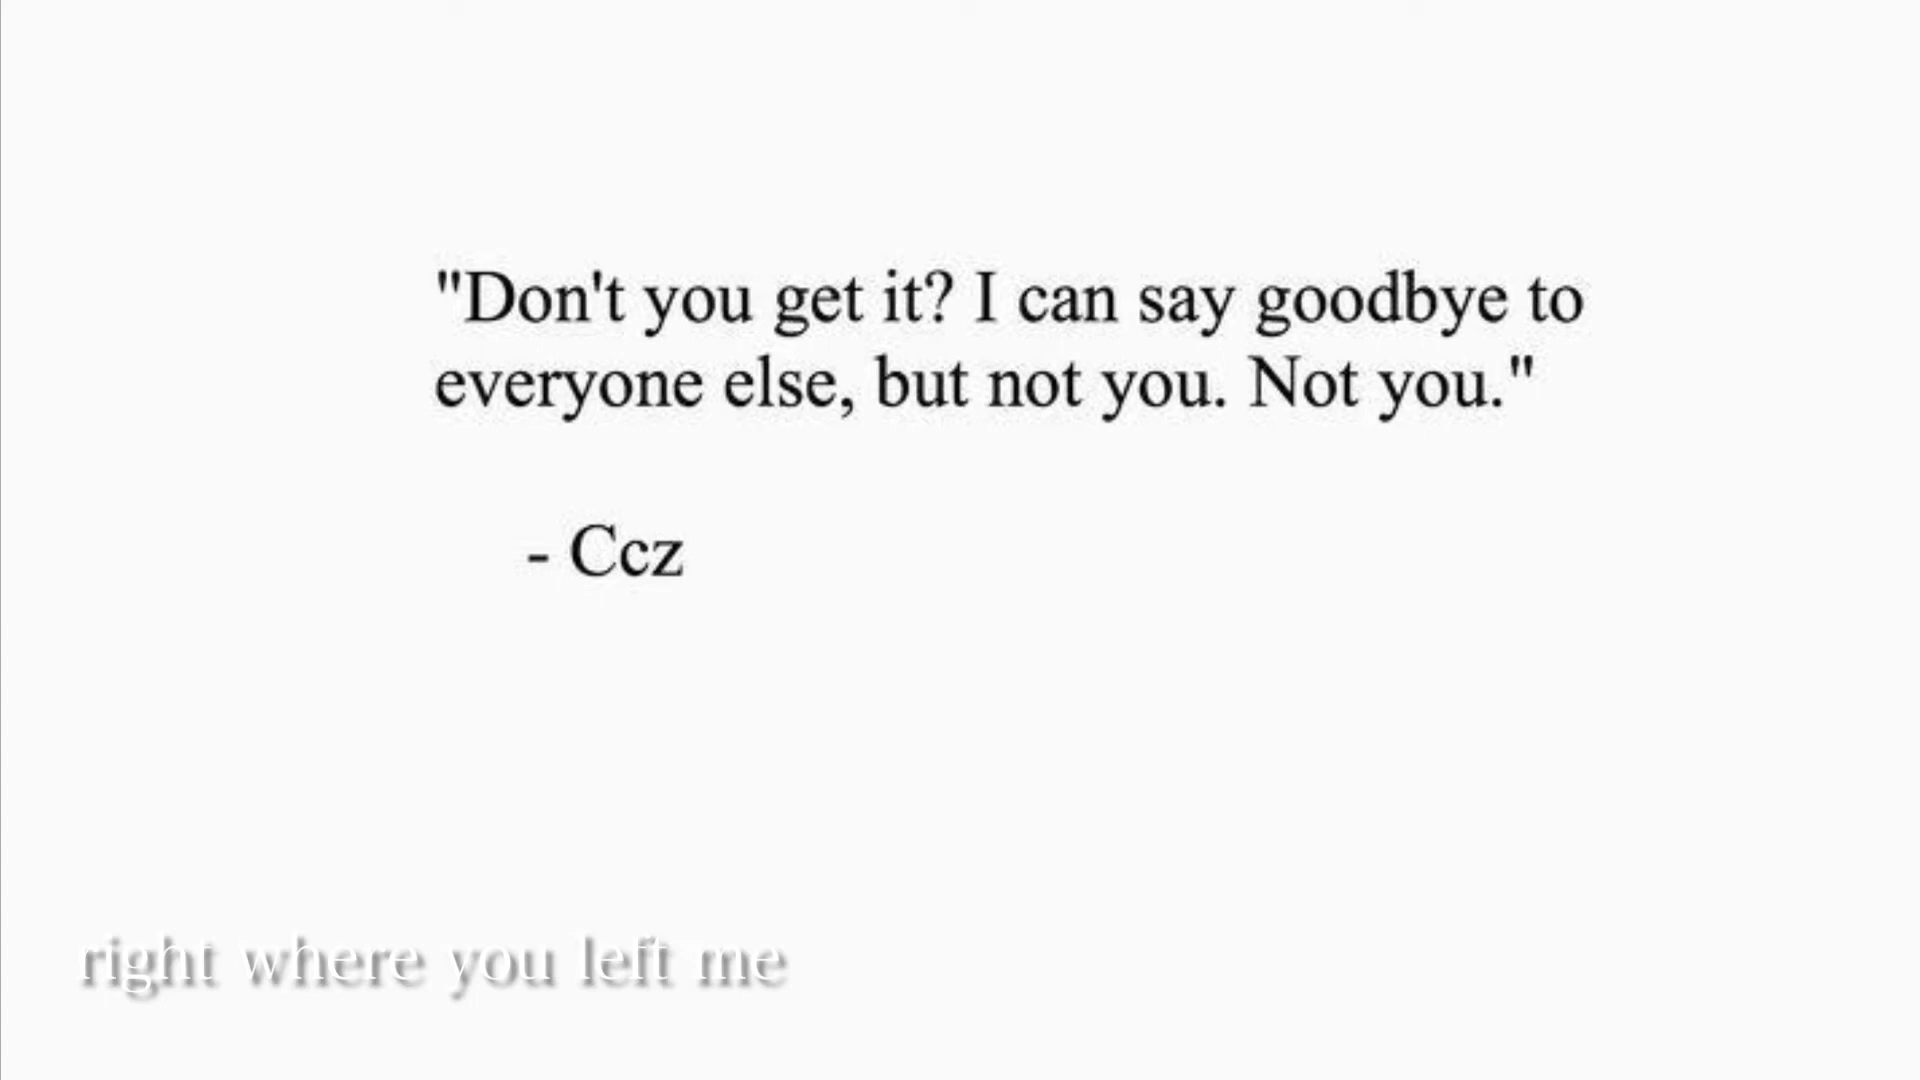 "Don't you get it? I can say goodbye to
everyone else, but not you. Not you."
- Ccz
right where you left me